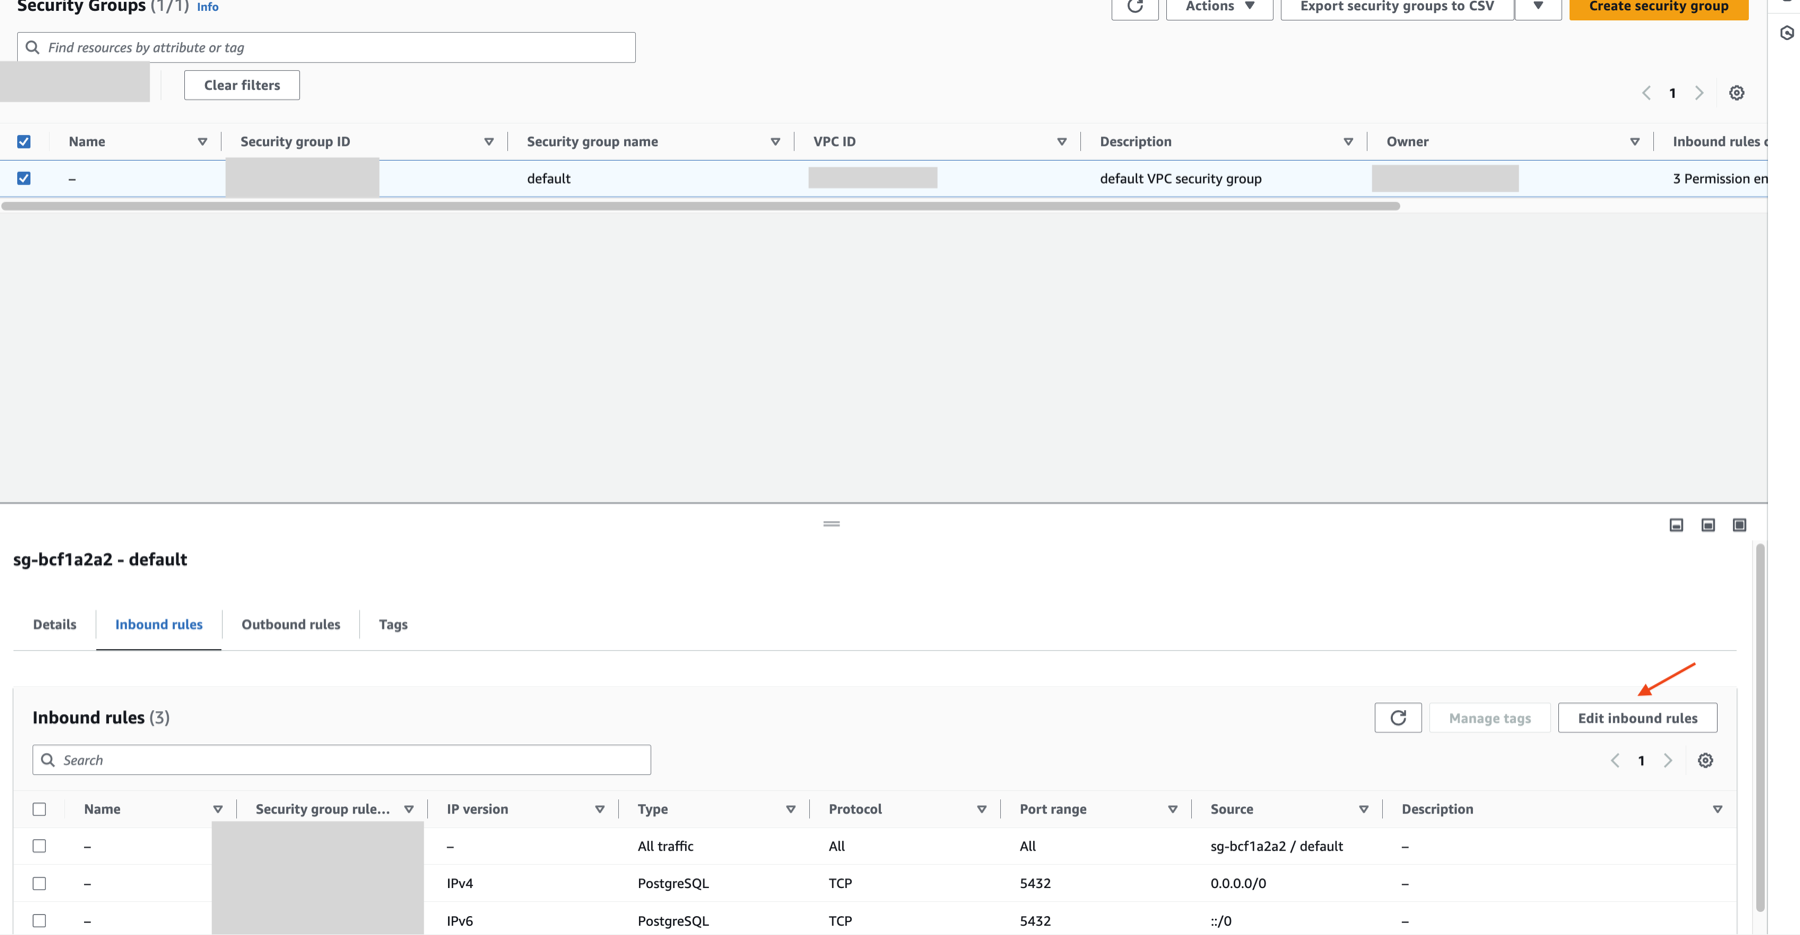 Security Groups (1/1) Info
Actions
Export security groups to CSV
Create security group
Find resources by attribute or tag
Clear filters
1
Name Security group ID Security group name VPC ID Description Owner Inbound rules c
– default default VPC security group 3 Permission en
sg-bcf1a2a2 - default
Details Inbound rules Outbound rules Tags
Inbound rules (3)
Manage tags Edit inbound rules
Search
1
Name Security group rule... IP version Type Protocol Port range Source Description
– – All traffic All All sg-bcf1a2a2 / default –
– IPv4 PostgreSQL TCP 5432 0.0.0.0/0 –
– IPv6 PostgreSQL TCP 5432 ::/0 –